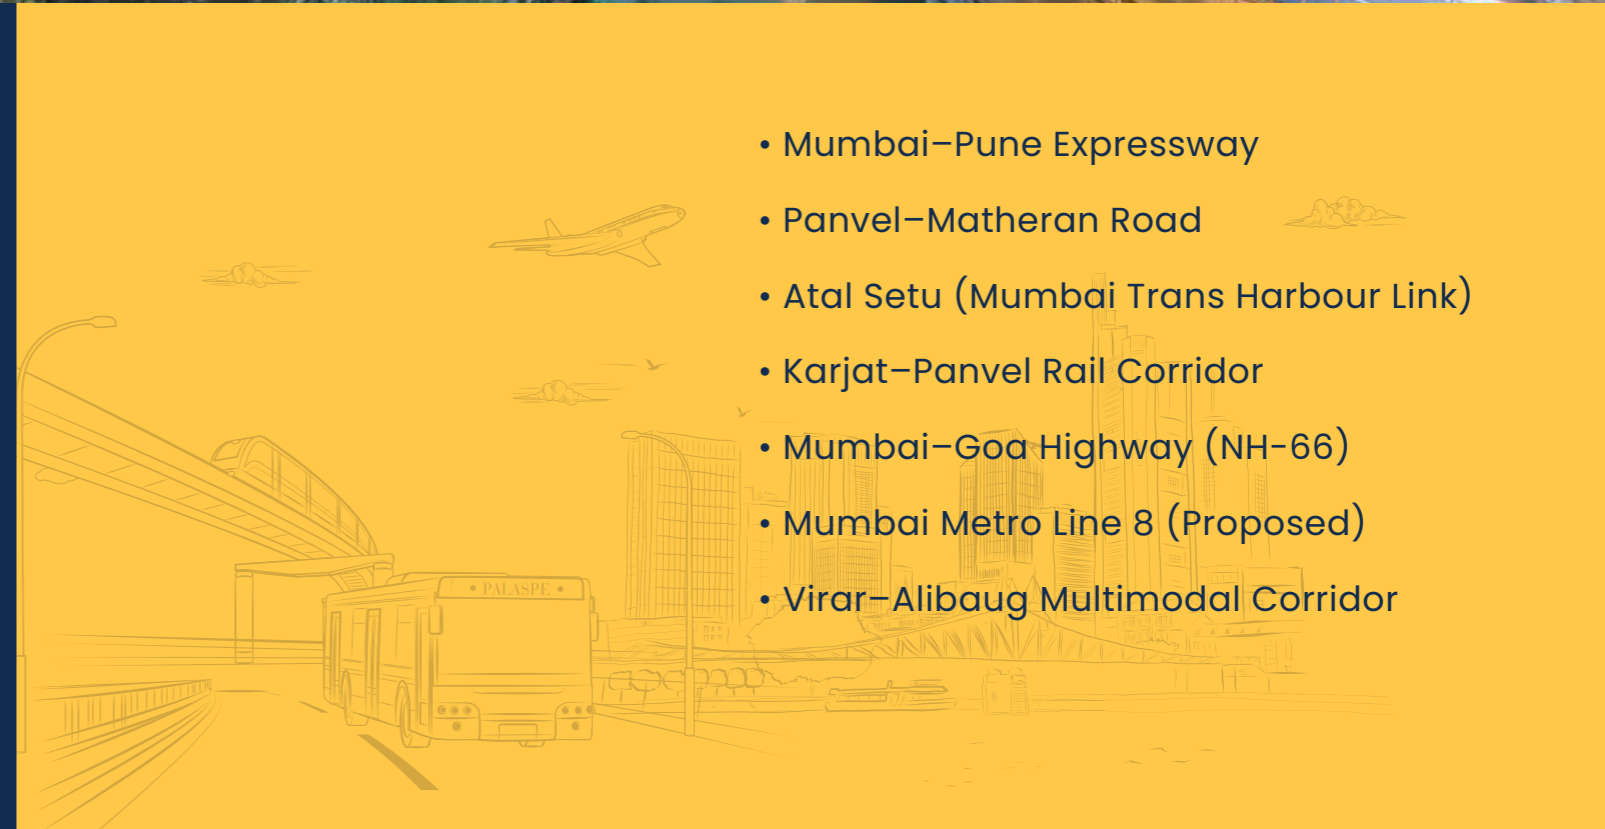 • Mumbai–Pune Expressway
• Panvel–Matheran Road
• Atal Setu (Mumbai Trans Harbour Link)
• Karjat–Panvel Rail Corridor
• Mumbai–Goa Highway (NH-66)
• Mumbai Metro Line 8 (Proposed)
• PALASPE •
• Virar–Alibaug Multimodal Corridor